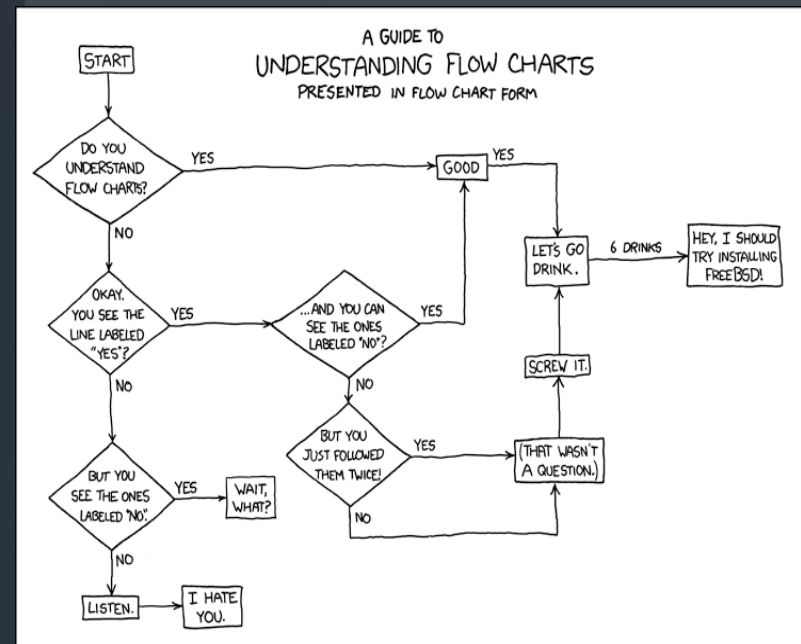 A GUIDE TO
UNDERSTANDING FLOW CHARTS
PRESENTED IN FLOW CHART FORM
START
DO YOU
UNDERSTAND
FLOW CHARTS?
YES
GOOD
YES
NO
LET'S GO
DRINK.
6 DRINKS
HEY, I SHOULD
TRY INSTALLING
FREEBSD!
OKAY.
YOU SEE THE
LINE LABELED
"YES"?
YES
...AND YOU CAN
SEE THE ONES
LABELED "NO"?
YES
NO
NO
SCREW IT.
BUT YOU
JUST FOLLOWED
THEM TWICE!
YES
(THAT WASN'T
A QUESTION.)
NO
BUT YOU
SEE THE ONES
LABELED "NO".
YES
WAIT,
WHAT?
NO
LISTEN.
I HATE
YOU.